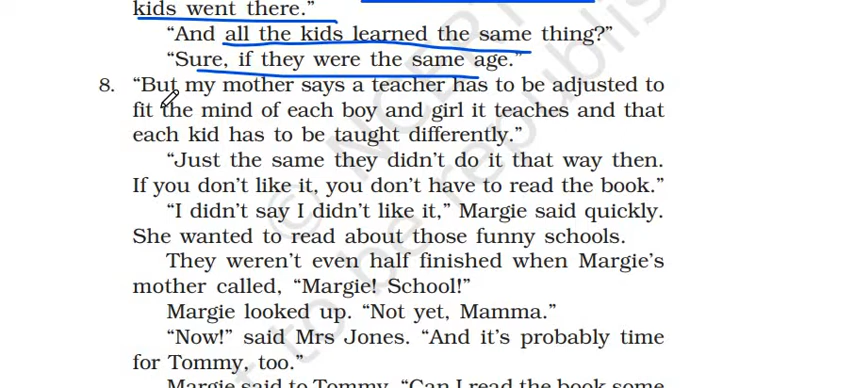 kids went there.”
“And all the kids learned the same thing?”
“Sure, if they were the same age.”
8. “But my mother says a teacher has to be adjusted to
fit the mind of each boy and girl it teaches and that
each kid has to be taught differently.”
“Just the same they didn’t do it that way then.
If you don’t like it, you don’t have to read the book.”
“I didn’t say I didn’t like it,” Margie said quickly.
She wanted to read about those funny schools.
They weren’t even half finished when Margie’s
mother called, “Margie! School!”
Margie looked up. “Not yet, Mamma.”
“Now!” said Mrs Jones. “And it’s probably time
for Tommy, too.”
Margie said to Tommy, “Can I read the book some
© NCERT
not to be republis